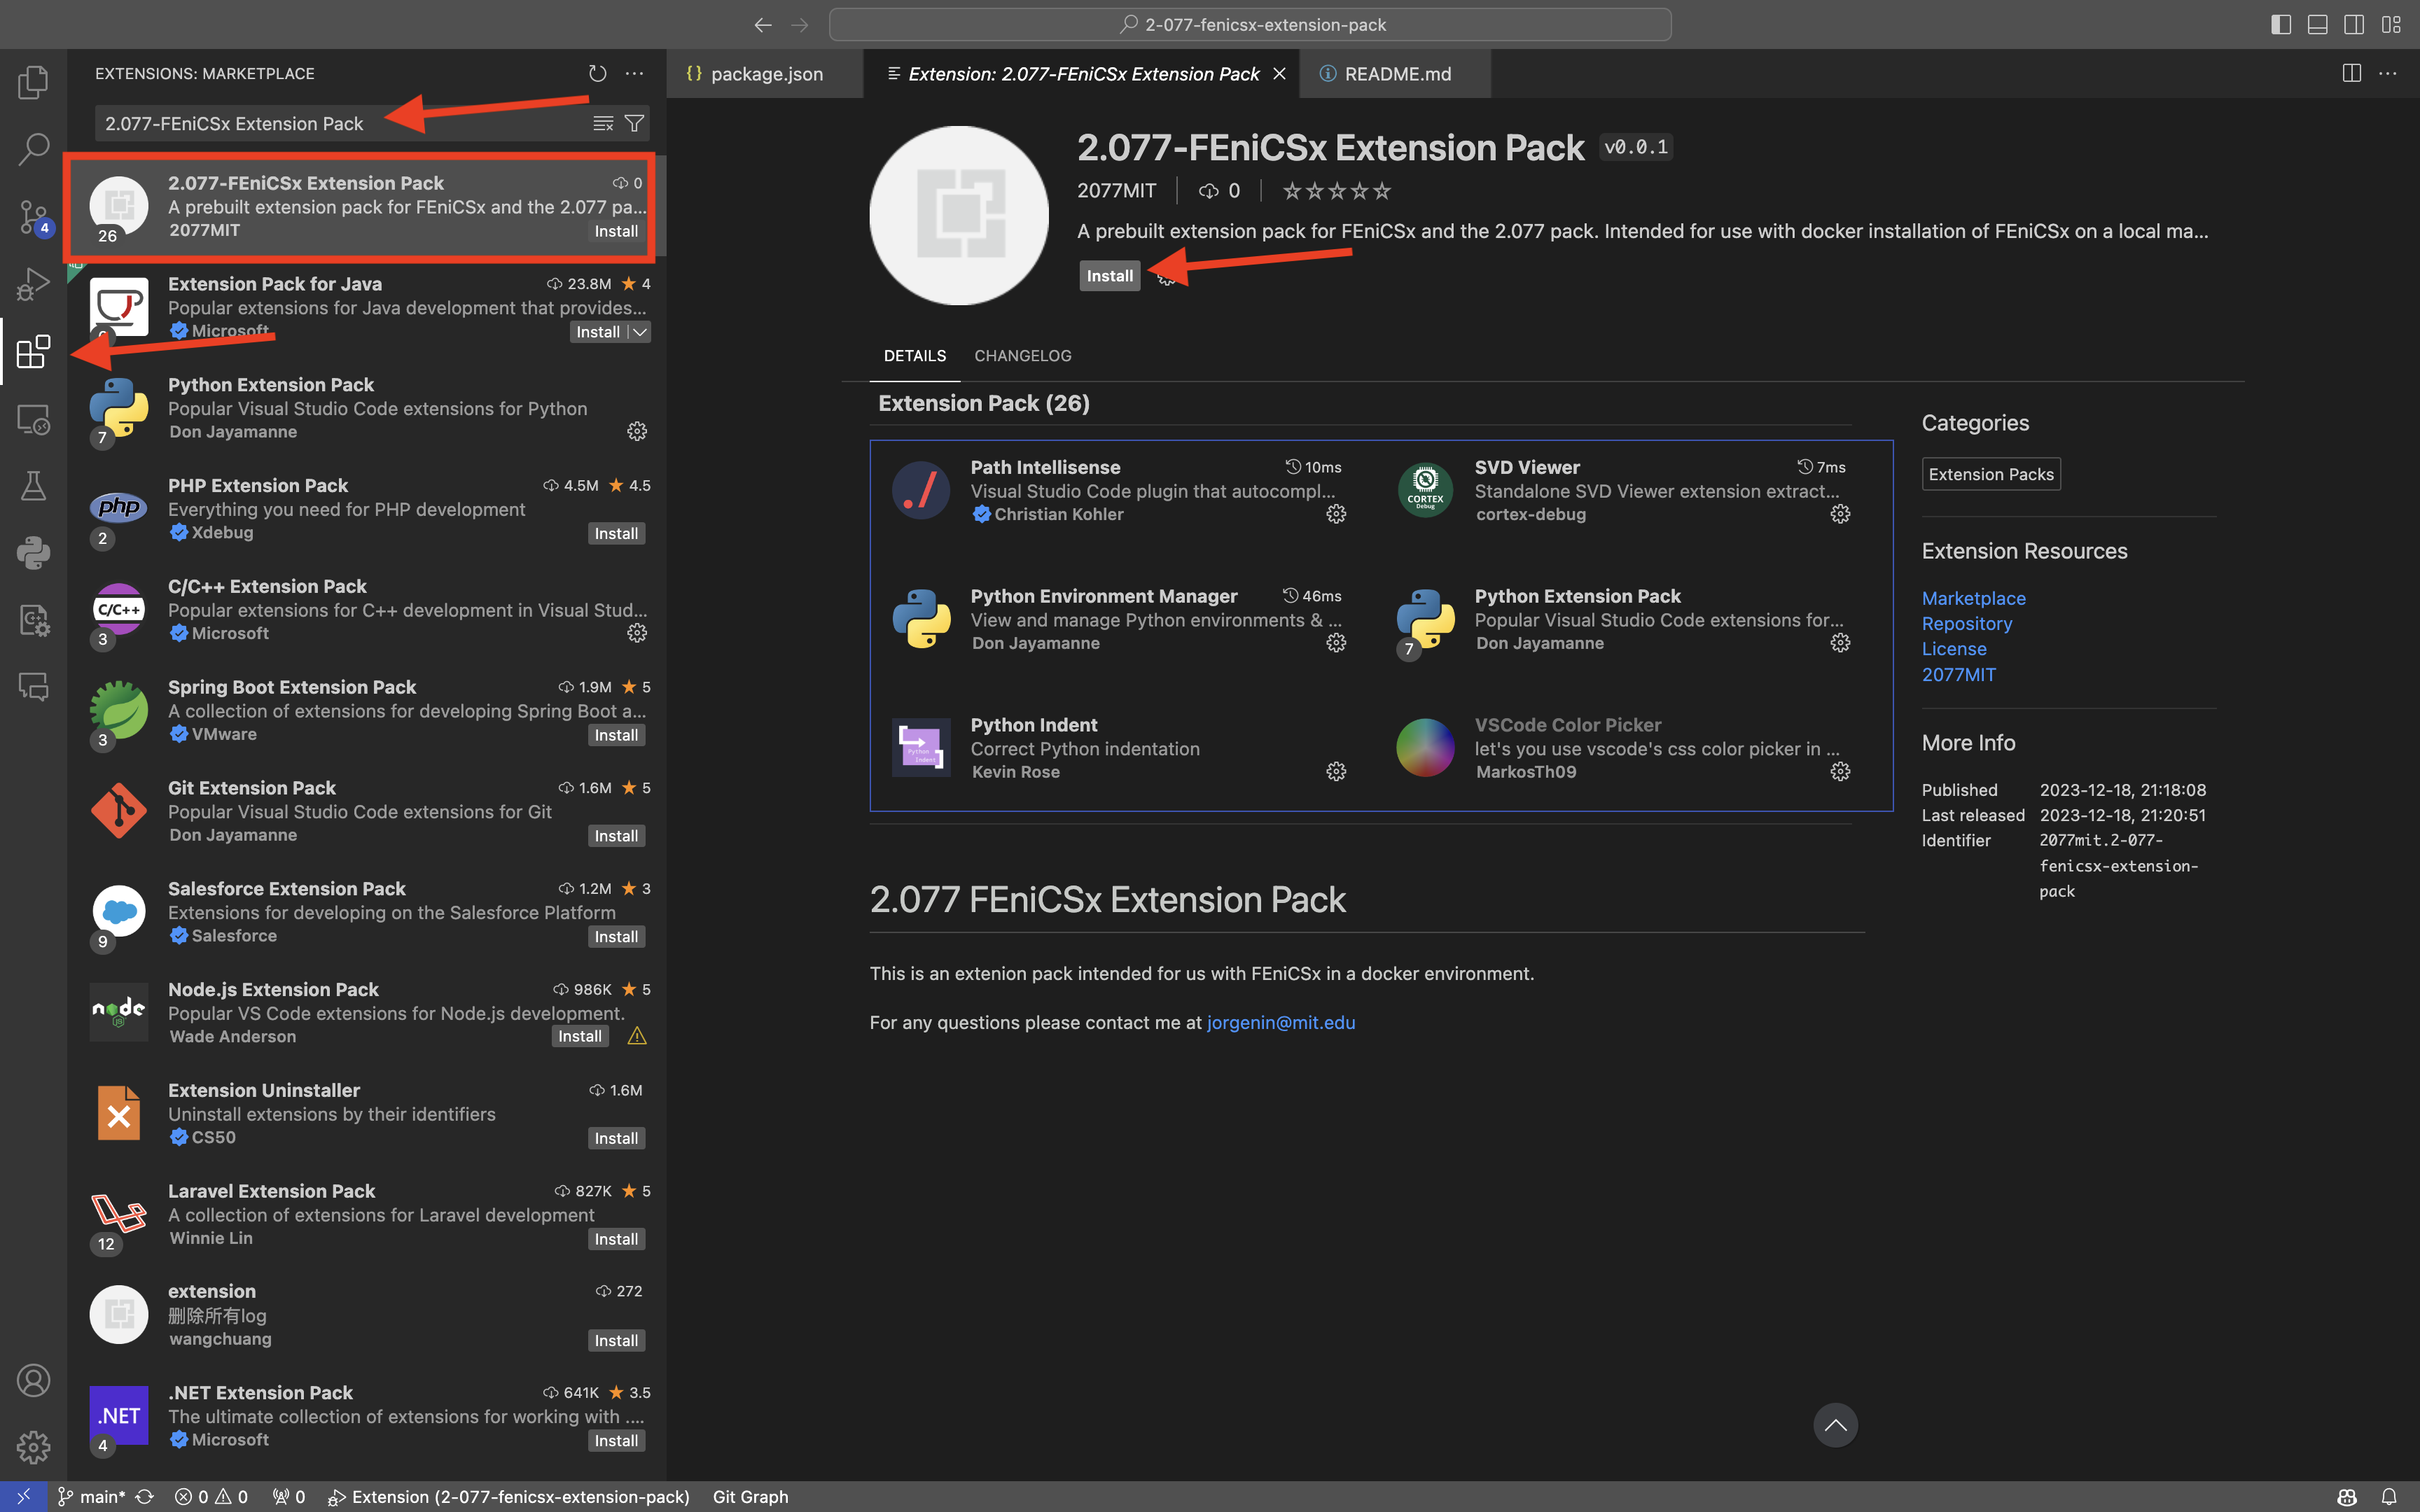 2-077-fenicsx-extension-pack
EXTENSIONS: MARKETPLACE
2.077-FEniCSx Extension Pack
2.077-FEniCSx Extension Pack 0
A prebuilt extension pack for FEniCSx and the 2.077 pa...
2077MIT Install
26
Extension Pack for Java 23.8M 4
Popular extensions for Java development that provides...
Microsoft Install
Python Extension Pack
Popular Visual Studio Code extensions for Python
Don Jayamanne
7
PHP Extension Pack 4.5M 4.5
php
Everything you need for PHP development
Xdebug Install
2
C/C++ Extension Pack
C/C++
Popular extensions for C++ development in Visual Stud...
Microsoft
3
Spring Boot Extension Pack 1.9M 5
A collection of extensions for developing Spring Boot a...
VMware Install
3
Git Extension Pack 1.6M 5
Popular Visual Studio Code extensions for Git
Don Jayamanne Install
Salesforce Extension Pack 1.2M 3
Extensions for developing on the Salesforce Platform
Salesforce Install
9
Node.js Extension Pack 986K 5
node
JS
Popular VS Code extensions for Node.js development.
Wade Anderson Install
Extension Uninstaller 1.6M
Uninstall extensions by their identifiers
CS50 Install
Laravel Extension Pack 827K 5
A collection of extensions for Laravel development
Winnie Lin Install
12
extension 272
删除所有log
wangchuang Install
.NET Extension Pack 641K 3.5
.NET
The ultimate collection of extensions for working with ....
Microsoft Install
4
4
{} package.json
Extension: 2.077-FEniCSx Extension Pack
README.md
2.077-FEniCSx Extension Pack v0.0.1
2077MIT 0
A prebuilt extension pack for FEniCSx and the 2.077 pack. Intended for use with docker installation of FEniCSx on a local ma...
Install
DETAILS CHANGELOG
Extension Pack (26)
Path Intellisense 10ms
Visual Studio Code plugin that autocompl...
Christian Kohler
SVD Viewer 7ms
CORTEX
Debug
Standalone SVD Viewer extension extract...
cortex-debug
Python Environment Manager 46ms
View and manage Python environments & ...
Don Jayamanne
Python Extension Pack
Popular Visual Studio Code extensions for...
Don Jayamanne
7
Python Indent
Python
Indent
Correct Python indentation
Kevin Rose
VSCode Color Picker
let's you use vscode's css color picker in ...
MarkosTh09
2.077 FEniCSx Extension Pack
This is an extenion pack intended for us with FEniCSx in a docker environment.
For any questions please contact me at jorgenin@mit.edu
Categories
Extension Packs
Extension Resources
Marketplace
Repository
License
2077MIT
More Info
Published 2023-12-18, 21:18:08
Last released 2023-12-18, 21:20:51
Identifier 2077mit.2-077-
fenicsx-extension-
pack
main* 0 0 0 Extension (2-077-fenicsx-extension-pack) Git Graph